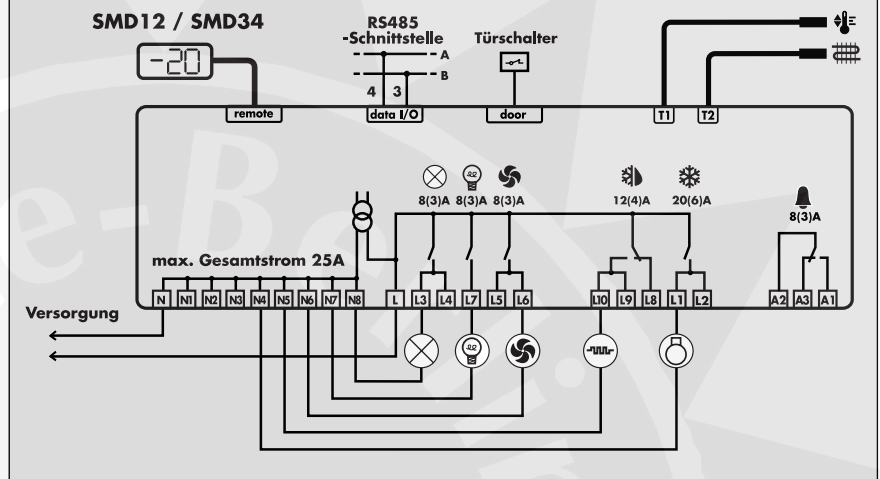 SMD12 / SMD34
RS485
-Schnittstelle
Türschalter
-20
A
B
4 3
remote
data I/O
door
T1
T2
8(3)A 8(3)A 8(3)A
12(4)A
20(6)A
8(3)A
max. Gesamtstrom 25A
N N1 N2 N3 N4 N5 N6 N7 N8 L L3 L4 L7 L5 L6 L10 L9 L8 L1 L2 A2 A3 A1
Versorgung